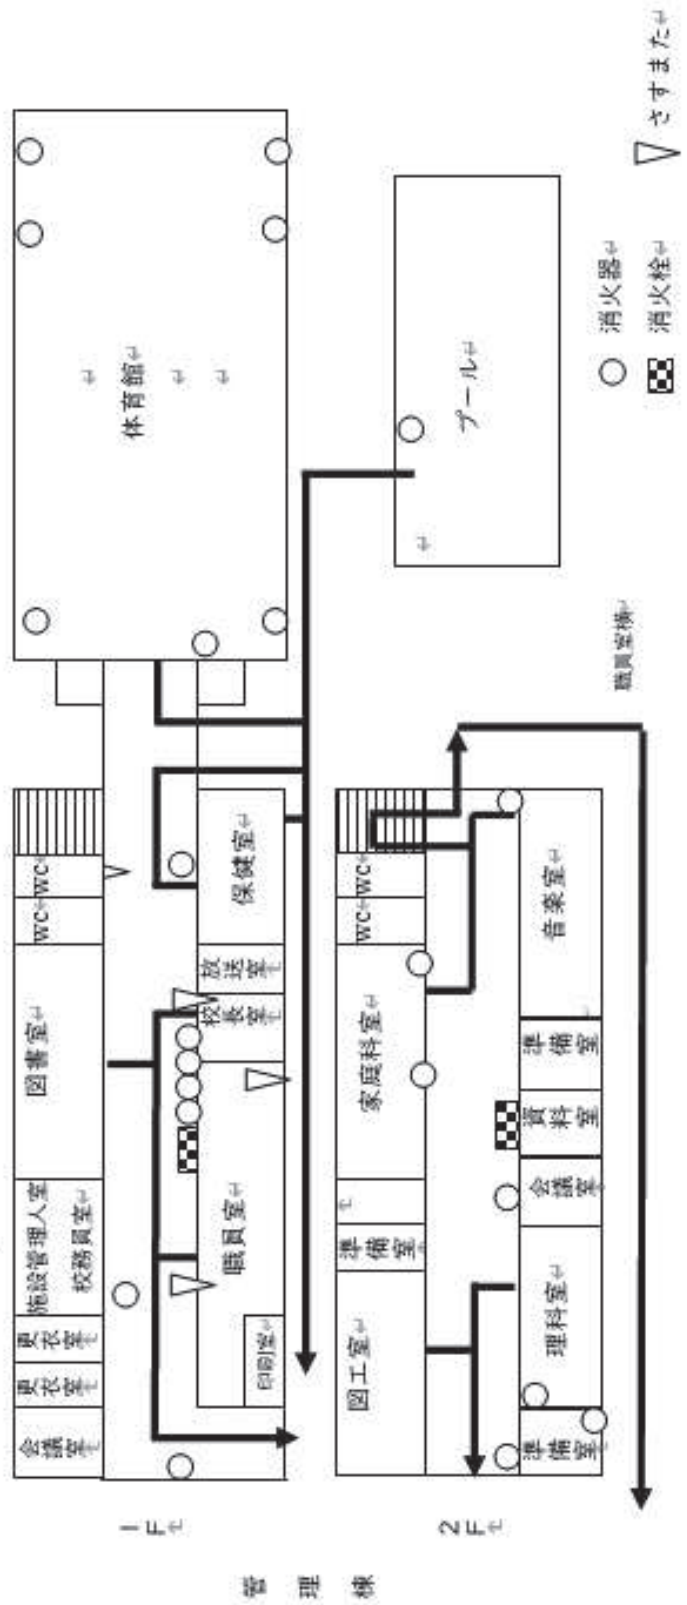 管理棟
1F
会議室
更衣室
更衣室
施設管理人室
校務員室
図書室
WC
WC
印刷室
職員室
校長室
放送室
保健室
体育館
2F
図工室
準備室
家庭科室
WC
WC
準備室
理科室
会議室
資料室
準備室
音楽室
職員室横
プール
消火器
消火栓
さすまた